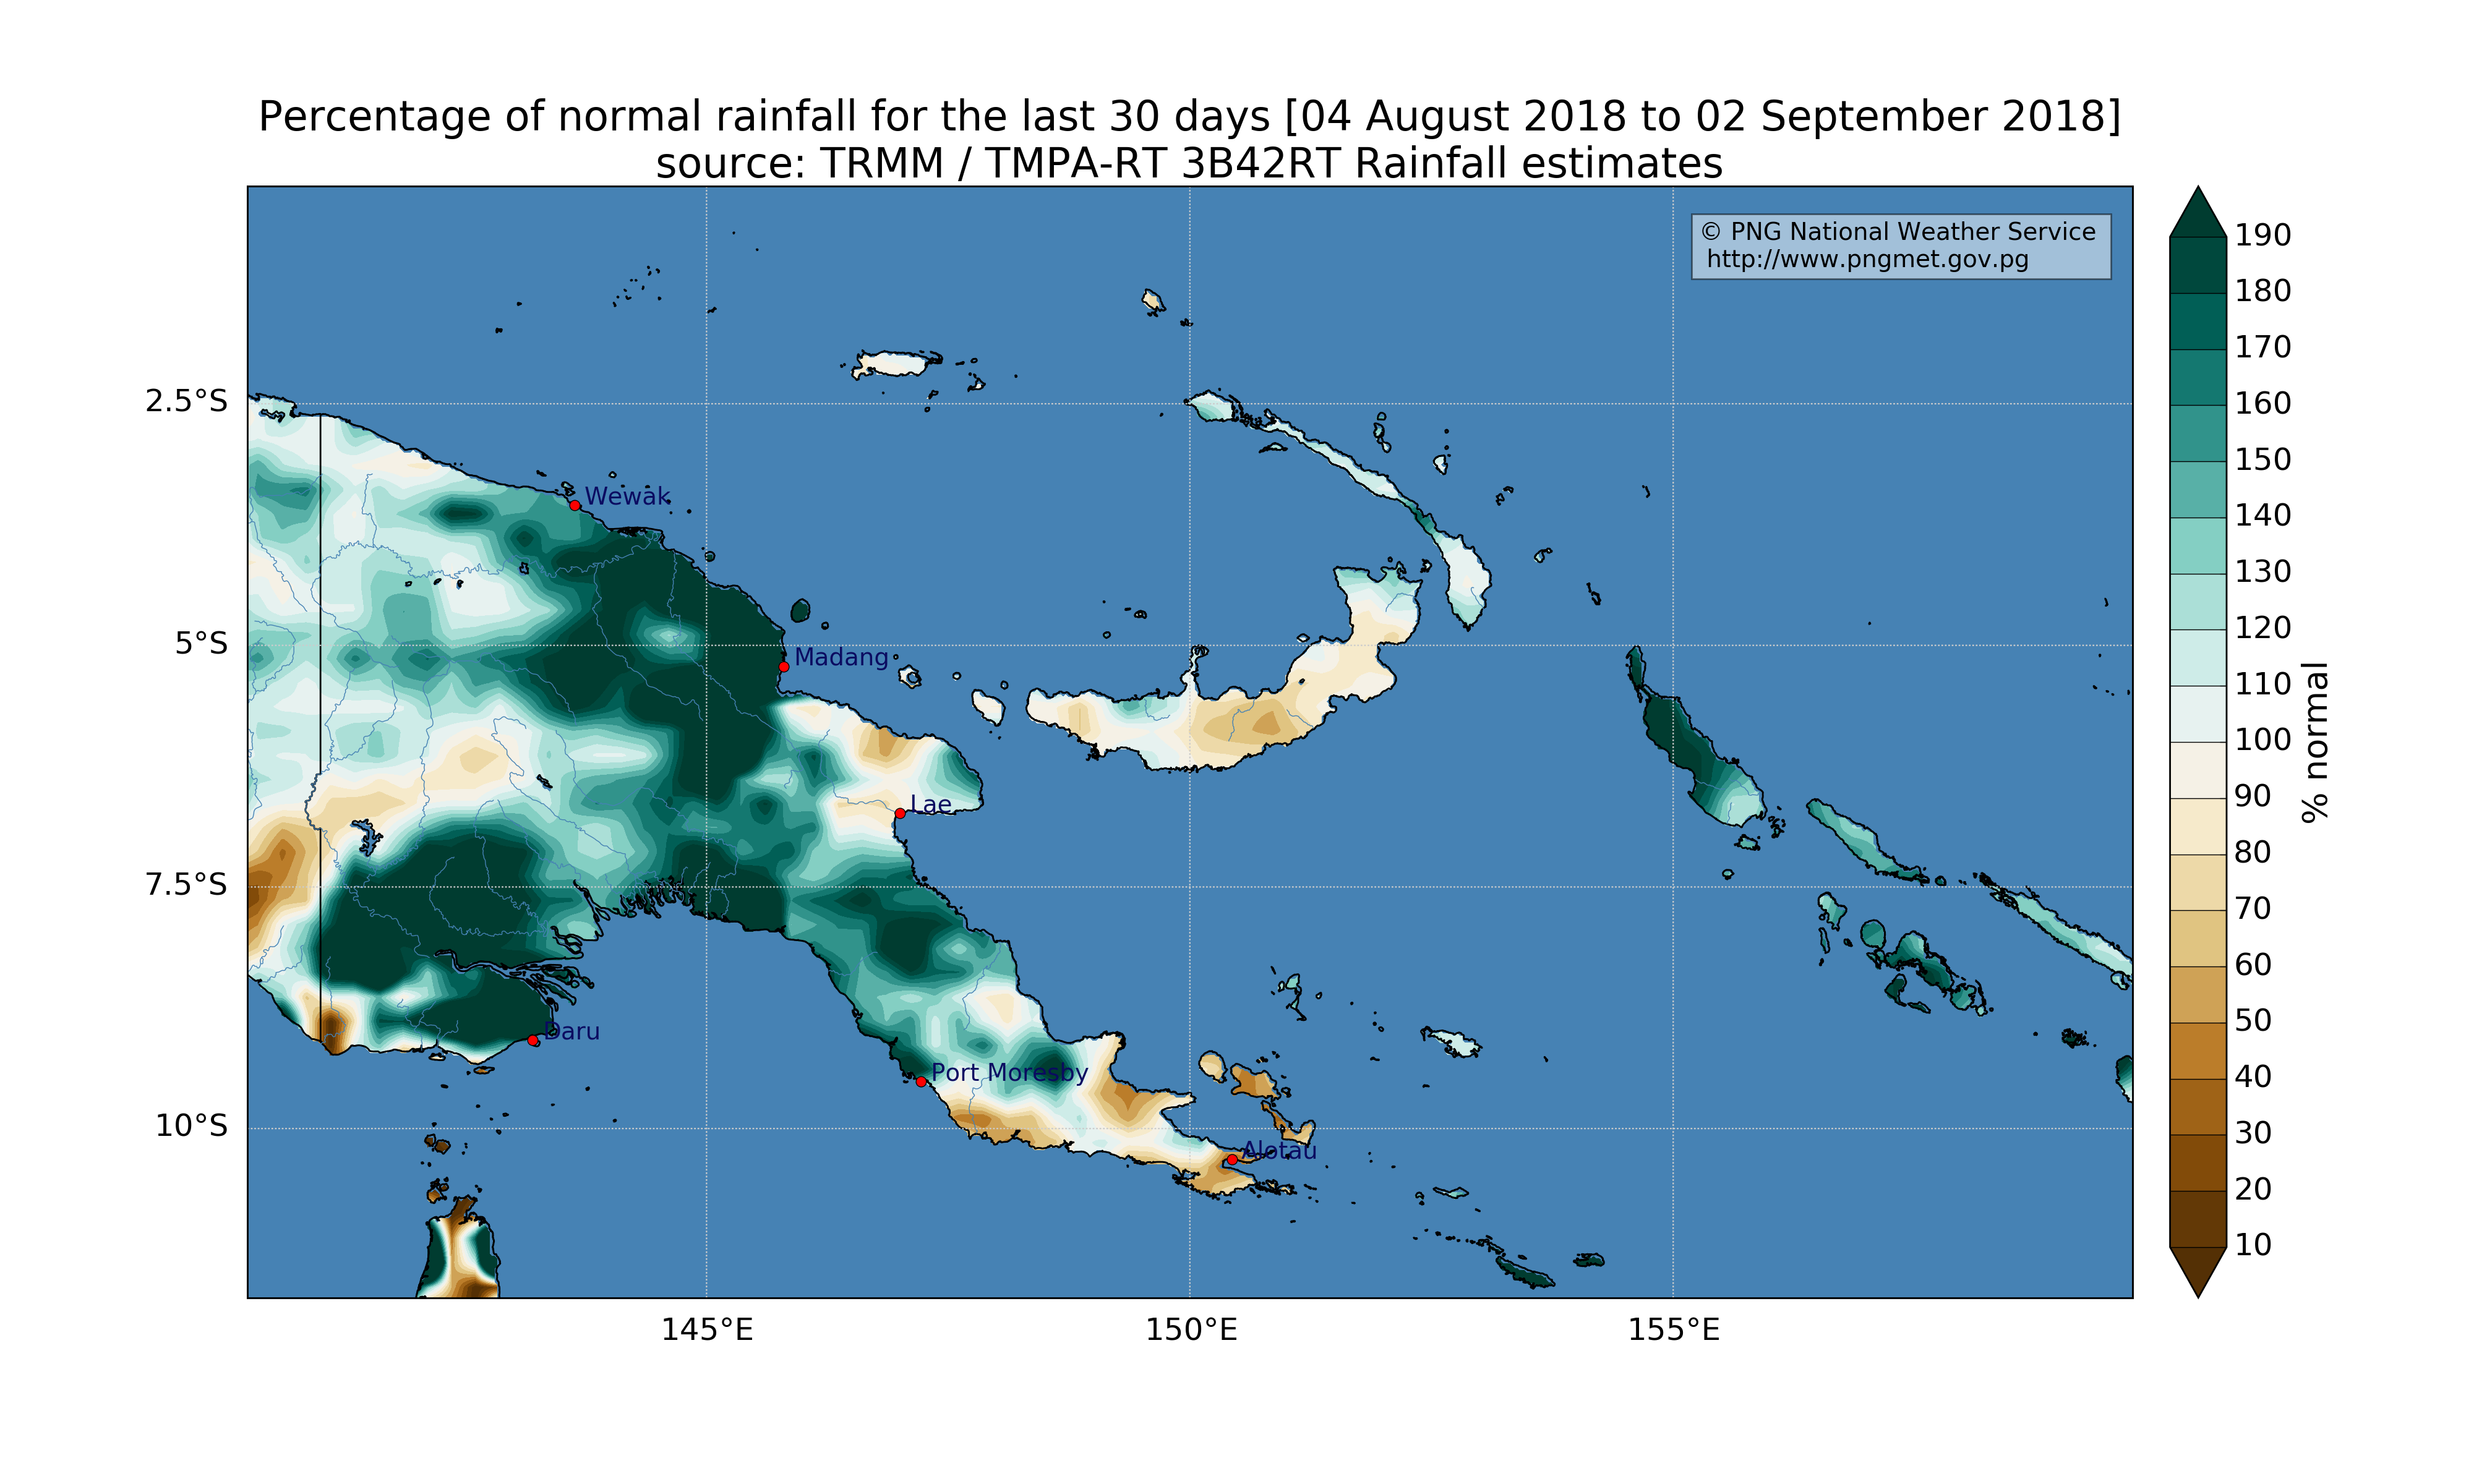 Percentage of normal rainfall for the last 30 days [04 August 2018 to 02 September 2018]
source: TRMM / TMPA-RT 3B42RT Rainfall estimates
© PNG National Weather Service
http://www.pngmet.gov.pg
190
180
170
160
150
140
130
120
110
100
90
80
70
60
50
40
30
20
10
% normal
2.5°S
5°S
7.5°S
10°S
Wewak
Madang
Lae
Daru
Port Moresby
Alotau
145°E
150°E
155°E